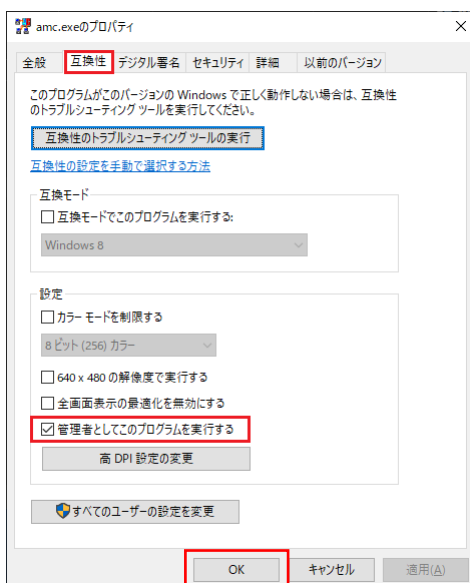 amc.exeのプロパティ
全般 互換性 デジタル署名 セキュリティ 詳細 以前のバージョン
このプログラムがこのバージョンの Windows で正しく動作しない場合は、互換性
のトラブルシューティング ツールを実行してください。
互換性のトラブルシューティング ツールの実行
互換性の設定を手動で選択する方法
互換モード
互換モードでこのプログラムを実行する:
Windows 8
設定
カラー モードを制限する
8 ビット (256) カラー
640 x 480 の解像度で実行する
全画面表示の最適化を無効にする
管理者としてこのプログラムを実行する
高 DPI 設定の変更
すべてのユーザーの設定を変更
OK キャンセル 適用(A)